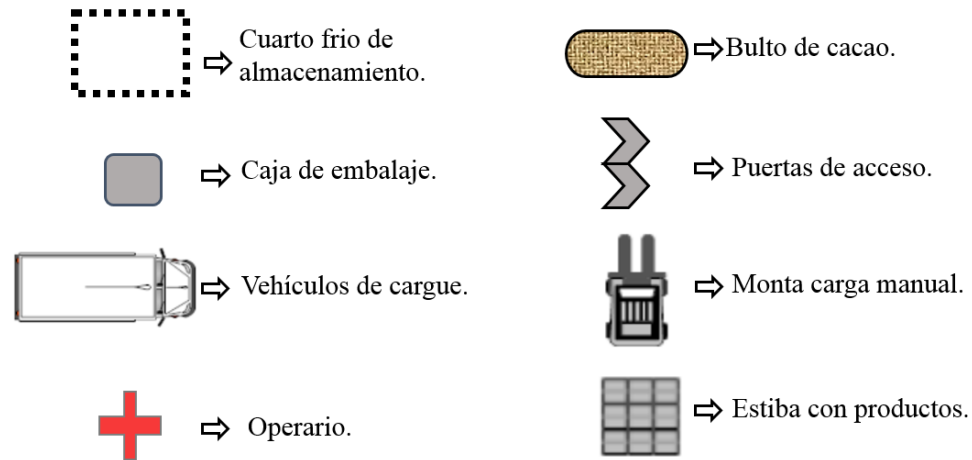 Cuarto frio de
almacenamiento.
Bulto de cacao.
Caja de embalaje.
Puertas de acceso.
Vehículos de cargue.
Monta carga manual.
Operario.
Estiba con productos.